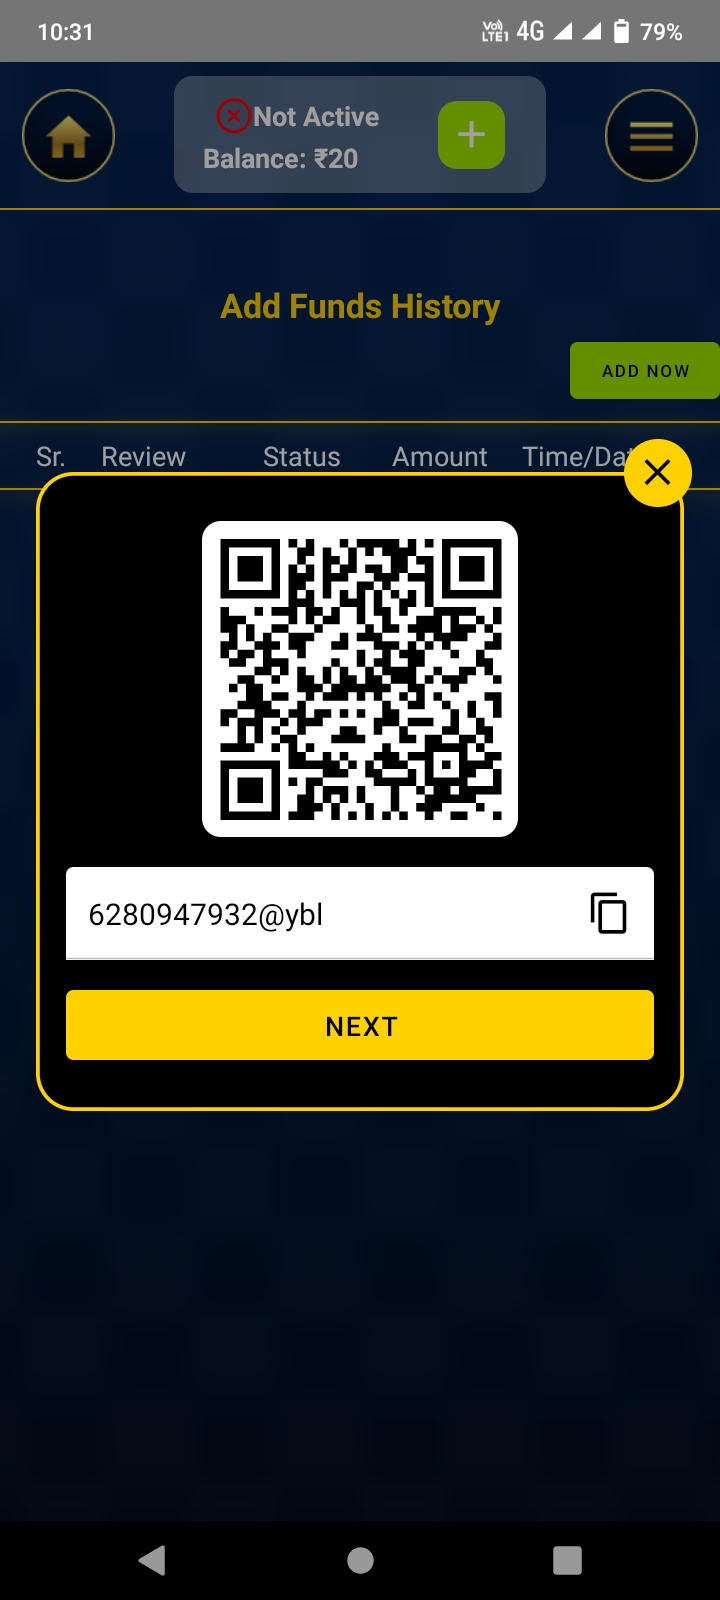 10:31
Vo)) LTE1 4G 79%
Not Active
Balance: ₹20
Add Funds History
ADD NOW
Sr. Review Status Amount Time/Dat
6280947932@ybl
NEXT